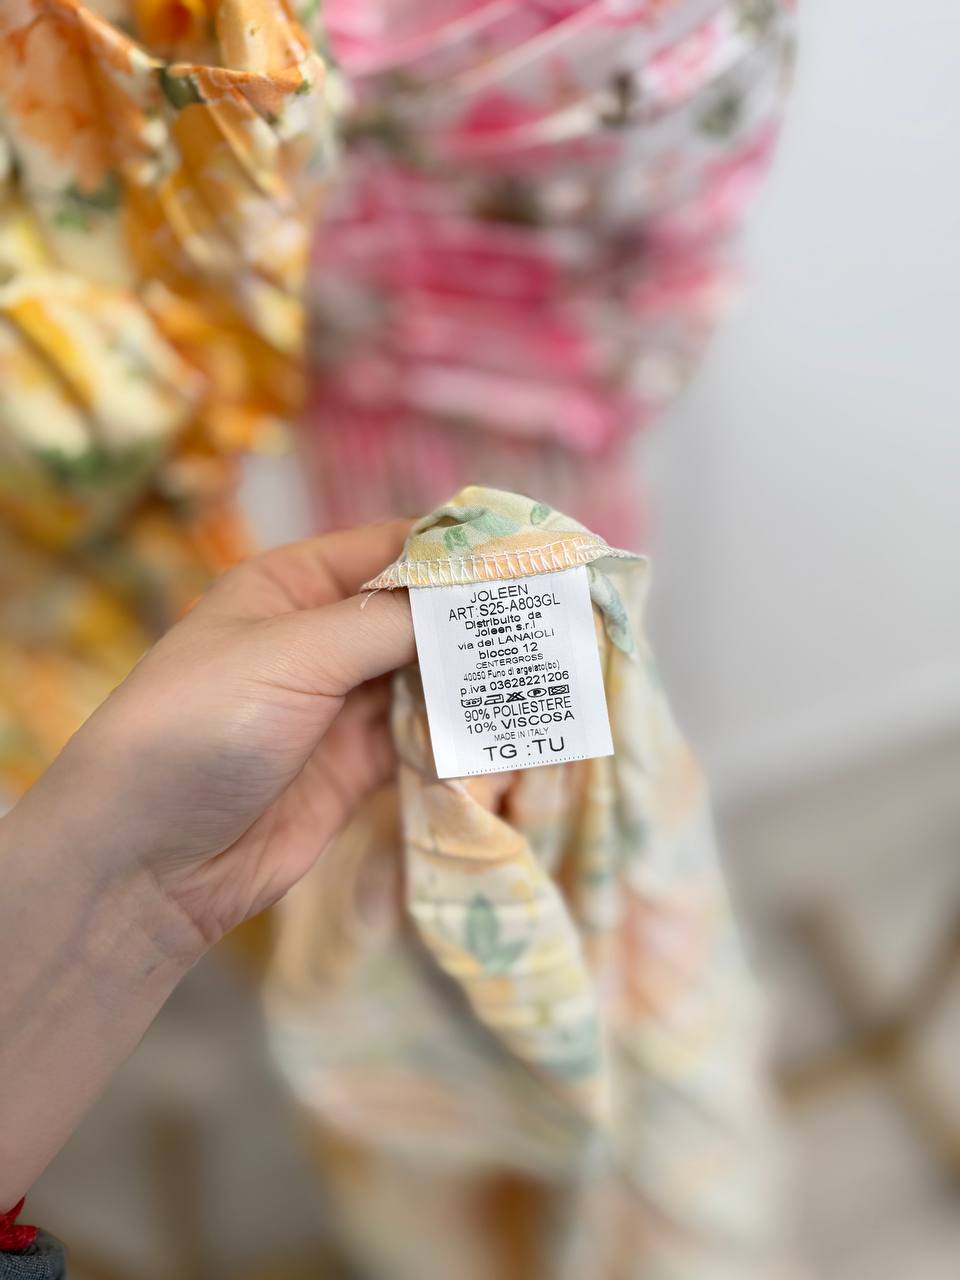 JOLEEN
ART:S25-A803GL
Distribuito da
Joleen s.r.l
via dei LANAIOLI
blocco 12
CENTERGROSS
40050 Funo di argelato(bo)
p.iva 03628221206
90% POLIESTERE
10% VISCOSA
MADE IN ITALY
TG :TU